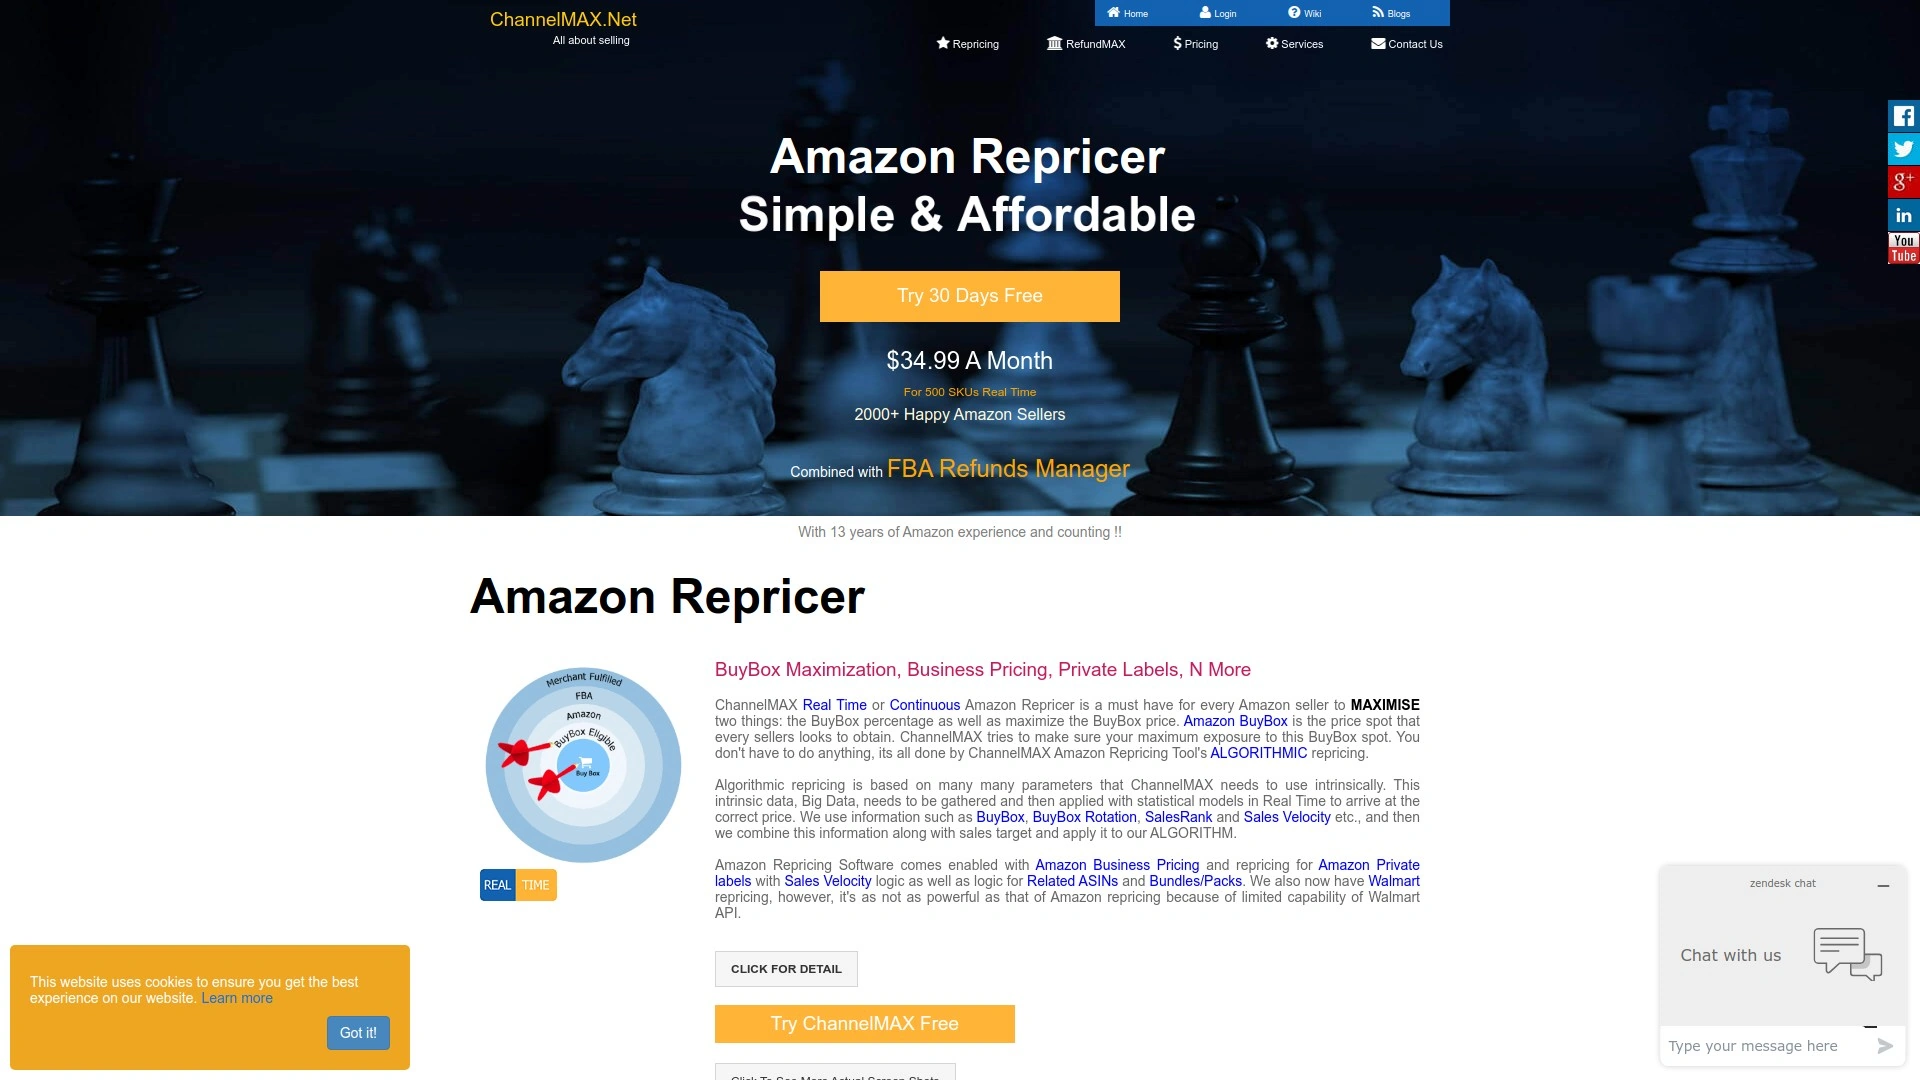 ChannelMAX.Net
All about selling
Home Login Wiki Blogs
Repricing RefundMAX Pricing Services Contact Us
You
Tube
Amazon Repricer
Simple & Affordable
Try 30 Days Free
$34.99 A Month
For 500 SKUs Real Time
2000+ Happy Amazon Sellers
Combined with FBA Refunds Manager
With 13 years of Amazon experience and counting !!
Amazon Repricer
Merchant Fulfilled
FBA
Amazon
BuyBox Eligible
Buy Box
REAL TIME
BuyBox Maximization, Business Pricing, Private Labels, N More
ChannelMAX Real Time or Continuous Amazon Repricer is a must have for every Amazon seller to MAXIMISE
two things: the BuyBox percentage as well as maximize the BuyBox price. Amazon BuyBox is the price spot that
every sellers looks to obtain. ChannelMAX tries to make sure your maximum exposure to this BuyBox spot. You
don't have to do anything, its all done by ChannelMAX Amazon Repricing Tool's ALGORITHMIC repricing.
Algorithmic repricing is based on many many parameters that ChannelMAX needs to use intrinsically. This
intrinsic data, Big Data, needs to be gathered and then applied with statistical models in Real Time to arrive at the
correct price. We use information such as BuyBox, BuyBox Rotation, SalesRank and Sales Velocity etc., and then
we combine this information along with sales target and apply it to our ALGORITHM.
Amazon Repricing Software comes enabled with Amazon Business Pricing and repricing for Amazon Private
labels with Sales Velocity logic as well as logic for Related ASINs and Bundles/Packs. We also now have Walmart
repricing, however, it's as not as powerful as that of Amazon repricing because of limited capability of Walmart
API.
CLICK FOR DETAIL
Try ChannelMAX Free
Click To See More Actual Screen Shots
This website uses cookies to ensure you get the best
experience on our website. Learn more
Got it!
zendesk chat
Chat with us
Type your message here